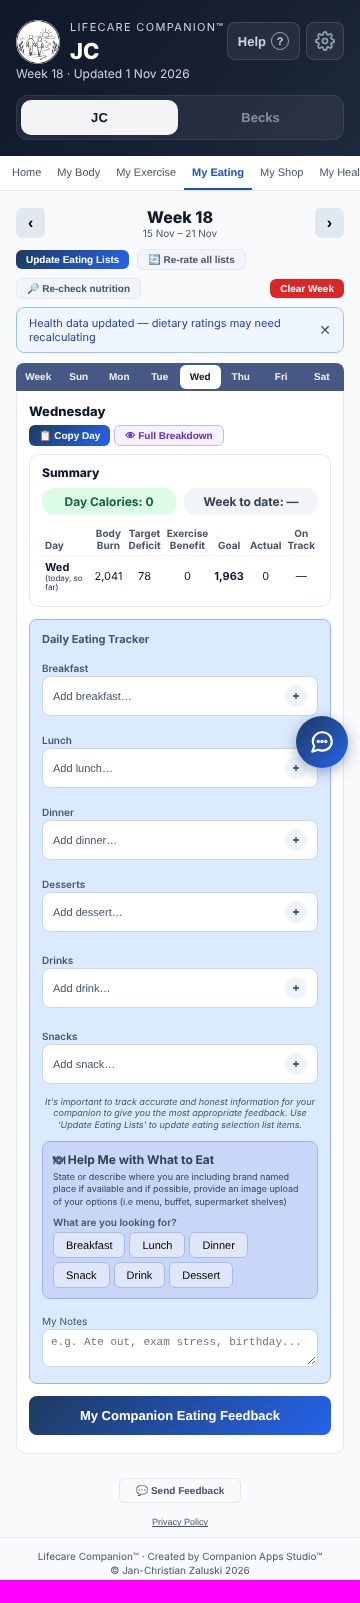 LIFECARE COMPANION™
JC
Help ?
Week 18 · Updated 1 Nov 2026
JC
Becks
Home My Body My Exercise My Eating My Shop My Heal
‹ Week 18 ›
15 Nov – 21 Nov
Update Eating Lists
🔄 Re-rate all lists
🔎 Re-check nutrition
Clear Week
Health data updated — dietary ratings may need
recalculating
✕
Week Sun Mon Tue Wed Thu Fri Sat
Wednesday
📋 Copy Day
👁 Full Breakdown
Summary
Day Calories: 0
Week to date: —
Day Body Burn Target Deficit Exercise Benefit Goal Actual On Track
Wed 2,041 78 0 1,963 0 —
(today, so
far)
Daily Eating Tracker
Breakfast
Add breakfast… +
Lunch
Add lunch… +
Dinner
Add dinner… +
Desserts
Add dessert… +
Drinks
Add drink… +
Snacks
Add snack… +
It's important to track accurate and honest information for your
companion to give you the most appropriate feedback. Use
'Update Eating Lists' to update eating selection list items.
🍽 Help Me with What to Eat
State or describe where you are including brand named
place if available and if possible, provide an image upload
of your options (i.e menu, buffet, supermarket shelves)
What are you looking for?
Breakfast Lunch Dinner
Snack Drink Dessert
My Notes
e.g. Ate out, exam stress, birthday...
My Companion Eating Feedback
💬 Send Feedback
Privacy Policy
Lifecare Companion™ · Created by Companion Apps Studio™
© Jan-Christian Zaluski 2026